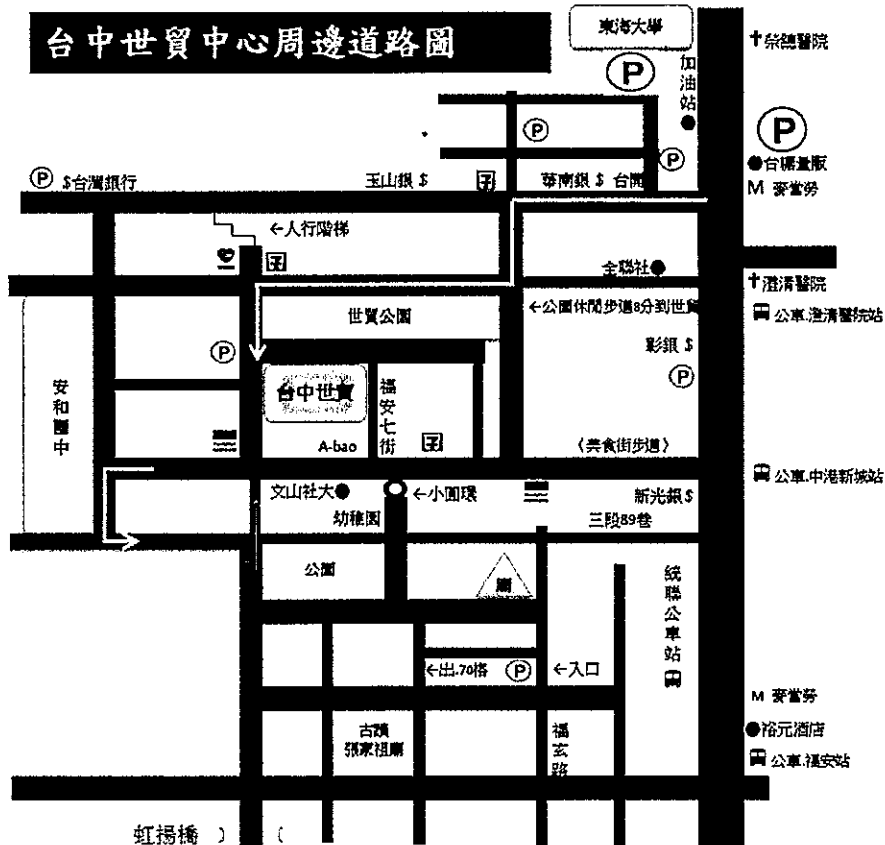 台中世貿中心周邊道路圖
東海大學
榮總醫院
P
加油站
P
P
P
台糖量販
P
$台灣銀行
玉山銀 $
7
華南銀 $ 台開
M 麥當勞
←人行階梯
7
全聯社
澄清醫院
世貿公園
←公園休閒步道8分到世貿
公車.澄清醫院站
P
彰銀 $
P
安和國中
台中世貿
福安七街
A-bao
7
〈美食街步道〉
公車.中港新城站
文山社大
←小圓環
新光銀 $
幼稚園
三段89巷
公園
廟
統聯公車站
←出.70格
P
←入口
M 麥當勞
古蹟
張家祖廟
福玄路
裕元酒店
公車.福安站
虹揚橋 ) (